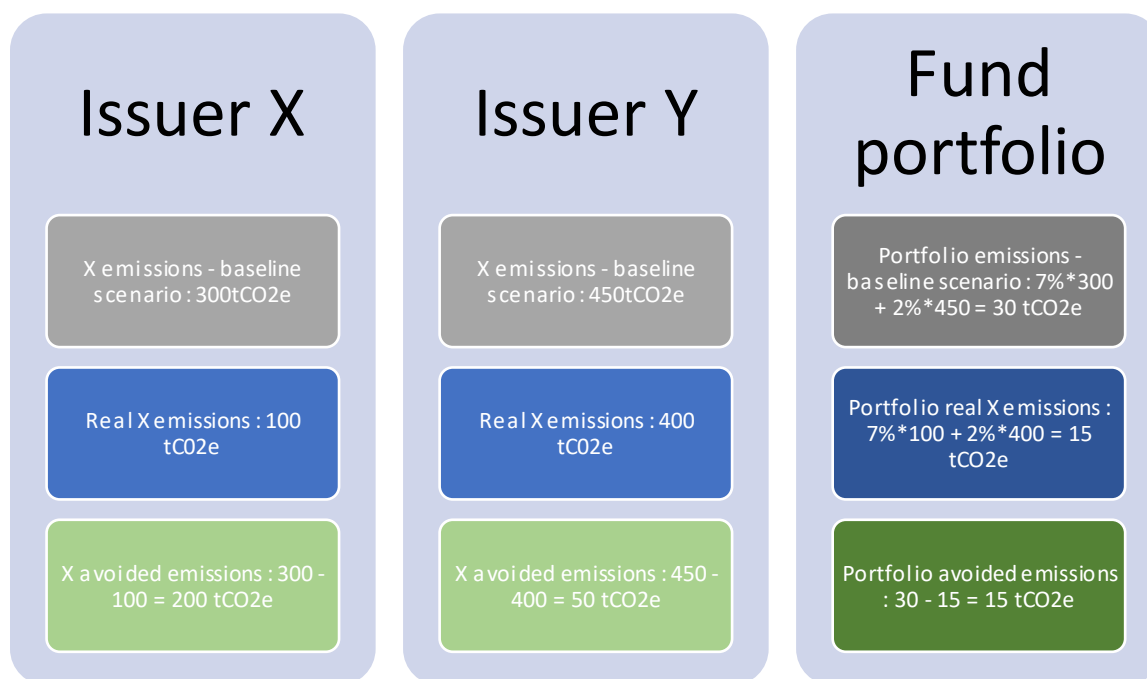 Issuer X
X emissions - baseline
scenario : 300tCO2e
Real X emissions : 100
tC02e
X avoided emissions : 300 -
100 = 200 tCO2e
Issuer Y
X emissions - baseline
scenario : 450tCO2e
Real X emissions : 400
tC02e
X avoided emissions : 450 -
400 = 50 tCO2e
Fund
portfolio
Portfolio emissions -
baseline scenario : 7%*300
+ 2%*450 = 30 tCO2e
Portfolio real X emissions :
7%*100 + 2%*400 = 15
tCO2e
Portfolio avoided emissions
: 30 - 15 = 15 tCO2e